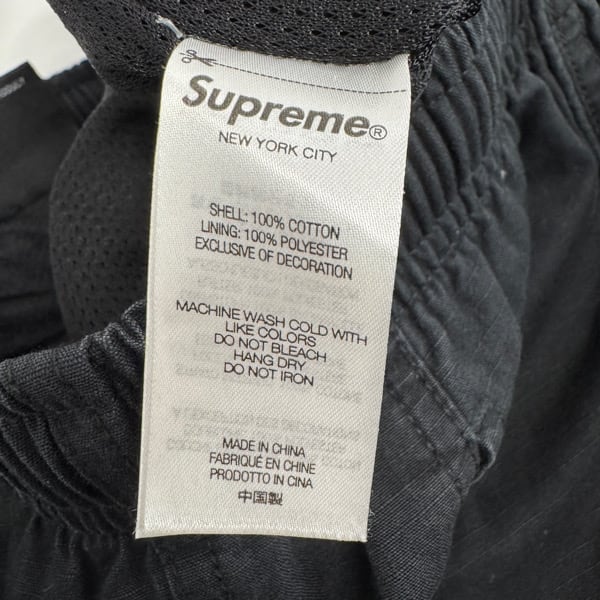 Supreme®
NEW YORK CITY
SHELL: 100% COTTON
LINING: 100% POLYESTER
EXCLUSIVE OF DECORATION
MACHINE WASH COLD WITH
LIKE COLORS
DO NOT BLEACH
HANG DRY
DO NOT IRON
MADE IN CHINA
FABRIQUÉ EN CHINE
PRODOTTO IN CINA
中国製